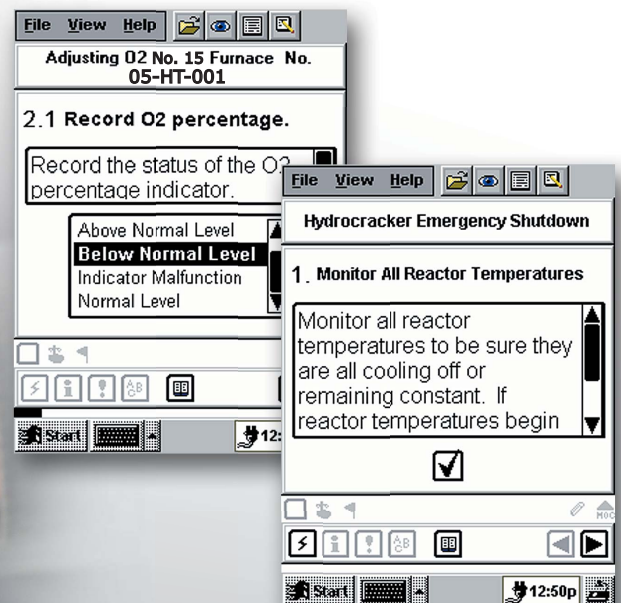 File View Help
Adjusting O2 No. 15 Furnace No.
05-HT-001
2.1 Record O2 percentage.
Record the status of the O2
percentage indicator.
Above Normal Level
Below Normal Level
Indicator Malfunction
Normal Level
Start
12:
File View Help
Hydrocracker Emergency Shutdown
1. Monitor All Reactor Temperatures
Monitor all reactor
temperatures to be sure they
are all cooling off or
remaining constant. If
reactor temperatures begin
MOC
Start
12:50p